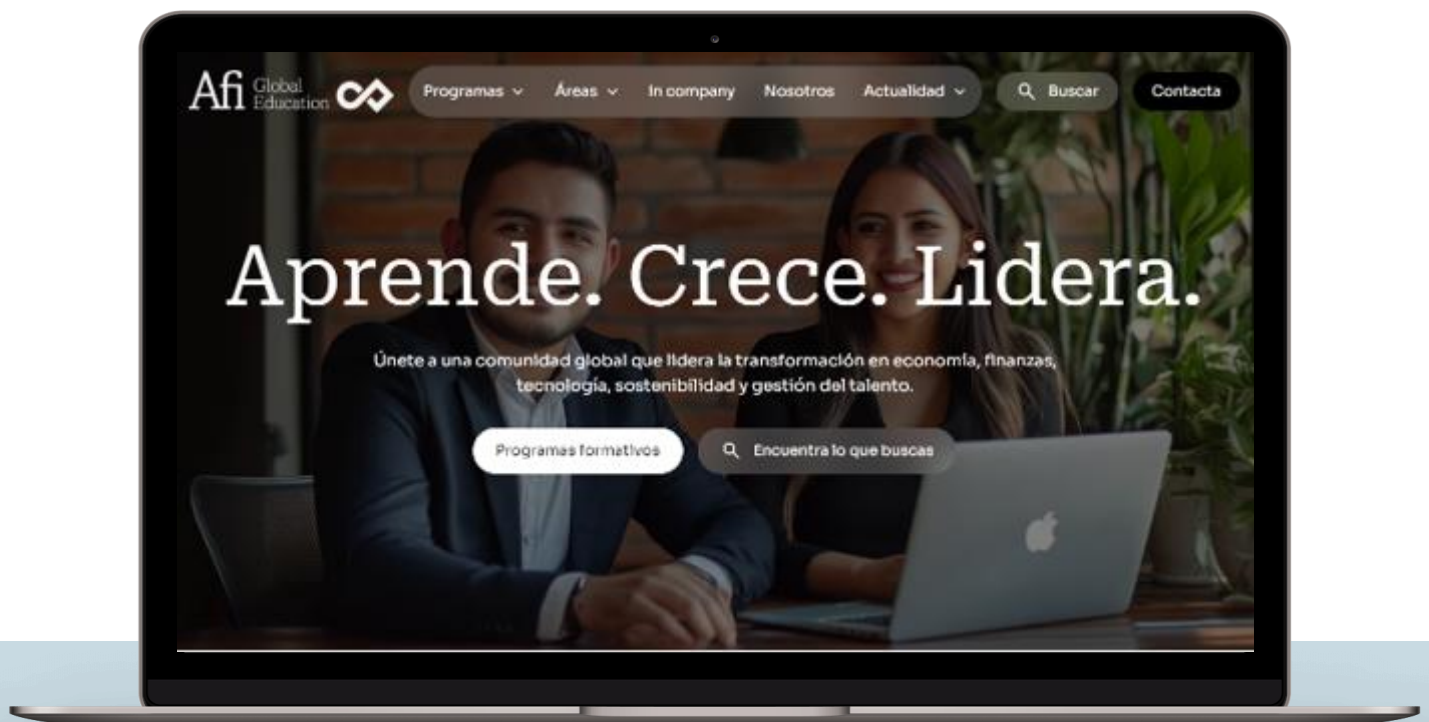 Afi Global
Education
Programas
Áreas
In company
Nosotros
Actualidad
Buscar
Contacta
Aprende. Crece. Lidera.
Únete a una comunidad global que lidera la transformación en economía, finanzas,
tecnología, sostenibilidad y gestión del talento.
Programas formativos
Encuentra lo que buscas